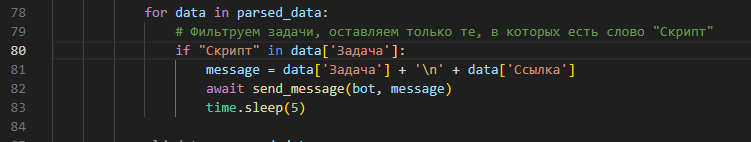 78 for data in parsed_data:
79 # Фильтруем задачи, оставляем только те, в которых есть слово "Скрипт"
80 if "Скрипт" in data['Задача']:
81 message = data['Задача'] + '\n' + data['Ссылка']
82 await send_message(bot, message)
83 time.sleep(5)
84